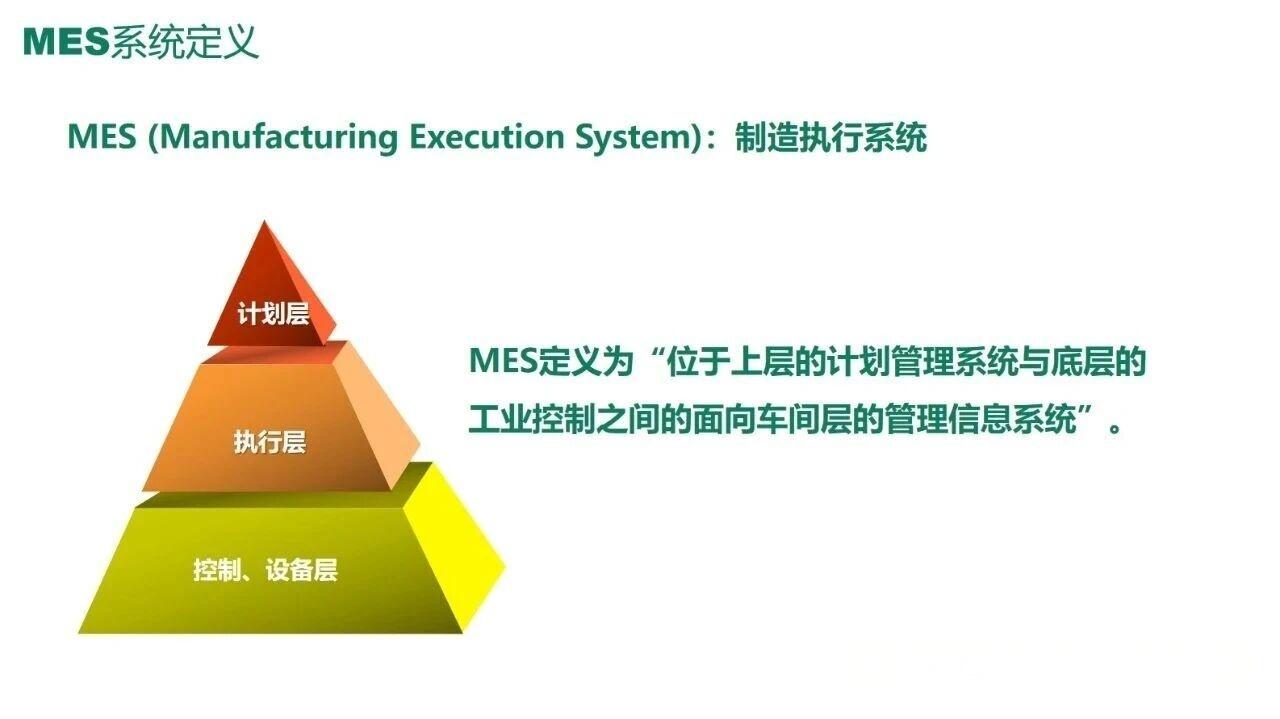 MES系统定义
MES (Manufacturing Execution System)：制造执行系统
计划层
执行层
控制、设备层
MES定义为“位于上层的计划管理系统与底层的
工业控制之间的面向车间层的管理信息系统”。